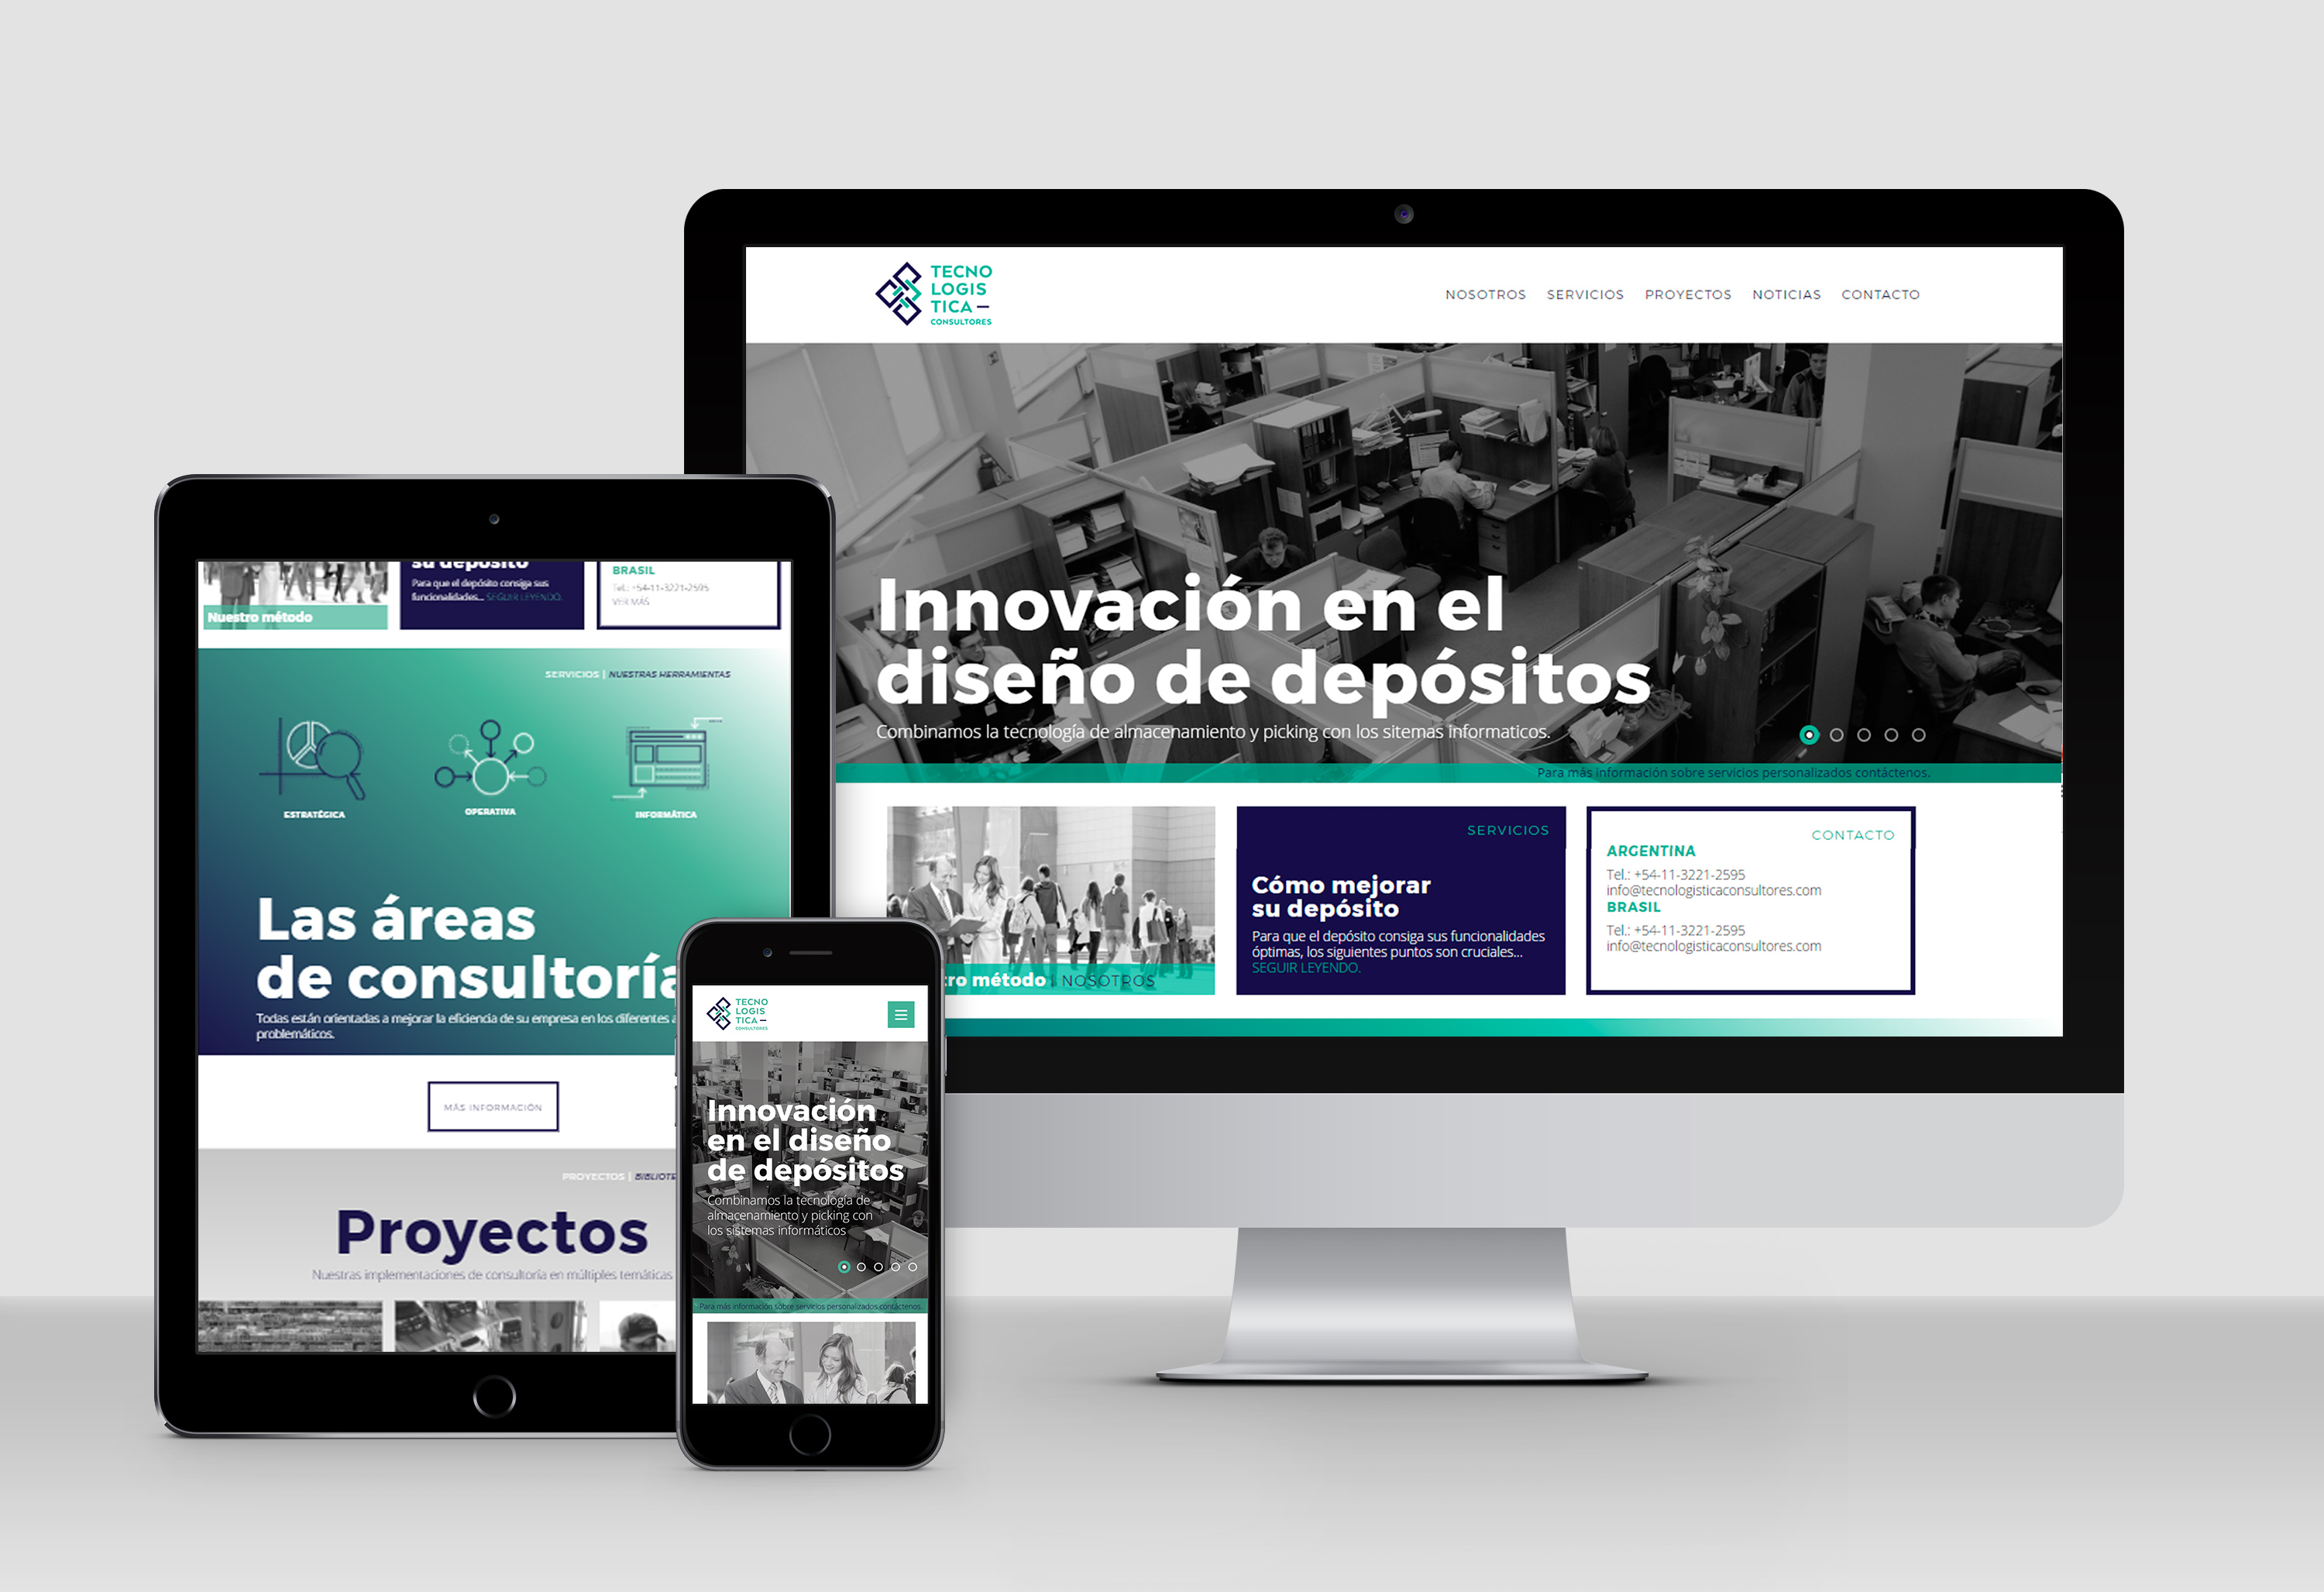 TECNO
LOGIS
TICA —
CONSULTORES
NOSOTROS SERVICIOS PROYECTOS NOTICIAS CONTACTO
Innovación en el
diseño de depósitos
Combinamos la tecnología de almacenamiento y picking con los sitemas informaticos.
Para más información sobre servicios personalizados contáctenos.
tro método | NOSOTROS
SERVICIOS
Cómo mejorar
su depósito
Para que el depósito consiga sus funcionalidades
óptimas, los siguientes puntos son cruciales...
SEGUIR LEYENDO.
CONTACTO
ARGENTINA
Tel.: +54-11-3221-2595
info@tecnologisticaconsultores.com
BRASIL
Tel.: +54-11-3221-2595
info@tecnologisticaconsultores.com
Nuestro método
su depósito
Para que el depósito consiga sus
funcionalidades... SEGUIR LEYENDO.
BRASIL
Tel.: +54-11-3221-2595
VER MÁS
SERVICIOS | NUESTRAS HERRAMIENTAS
ESTRATÉGICA
OPERATIVA
INFORMÁTICA
Las áreas
de consultoría
Todas están orientadas a mejorar la eficiencia de su empresa en los diferentes a
problemáticos.
MÁS INFORMACIÓN
PROYECTOS | BIBLIOTE
Proyectos
Nuestras implementaciones de consultoría en múltiples temáticas
TECNO
LOGIS
TICA —
CONSULTORES
Innovación
en el diseño
de depósitos
Combinamos la tecnología de
almacenamiento y picking con
los sistemas informáticos
Para más información sobre servicios personalizados contáctenos.